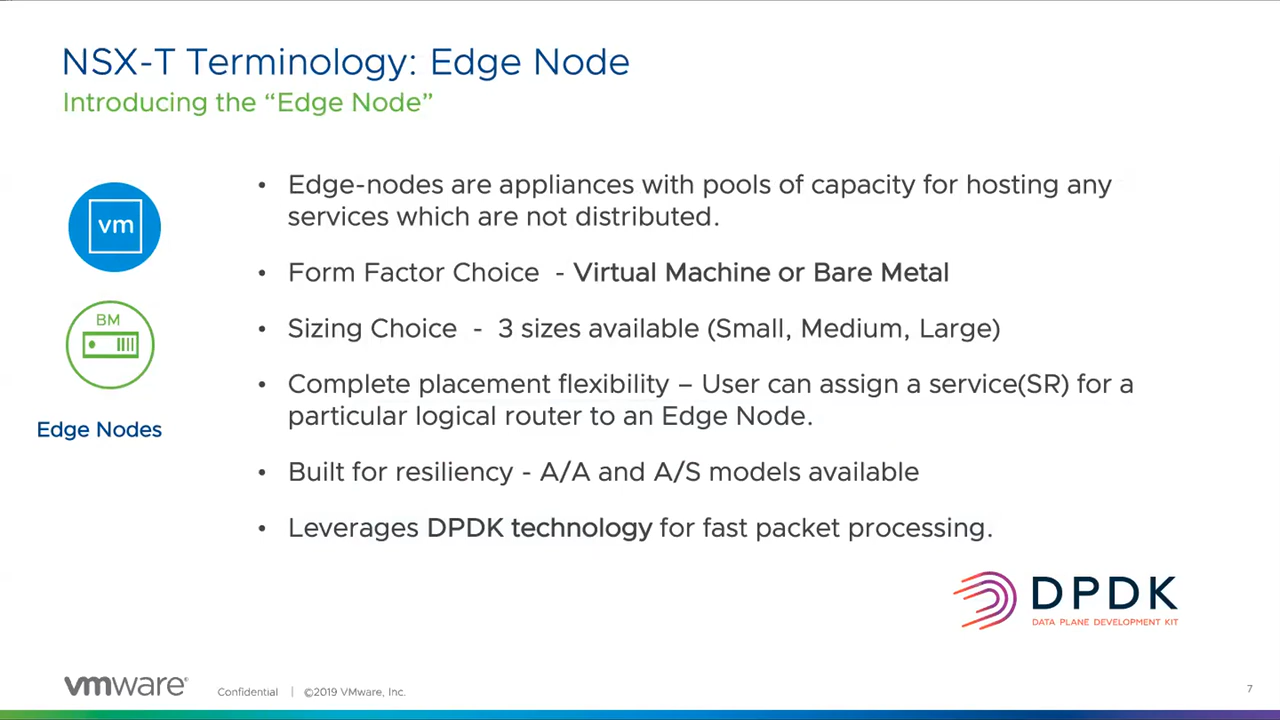 NSX-T Terminology: Edge Node
Introducing the “Edge Node”
vm
BM
Edge Nodes
• Edge-nodes are appliances with pools of capacity for hosting any
services which are not distributed.
• Form Factor Choice - Virtual Machine or Bare Metal
• Sizing Choice - 3 sizes available (Small, Medium, Large)
• Complete placement flexibility – User can assign a service(SR) for a
particular logical router to an Edge Node.
• Built for resiliency - A/A and A/S models available
• Leverages DPDK technology for fast packet processing.
DPDK
DATA PLANE DEVELOPMENT KIT
vmware®
Confidential | ©2019 VMware, Inc.
7